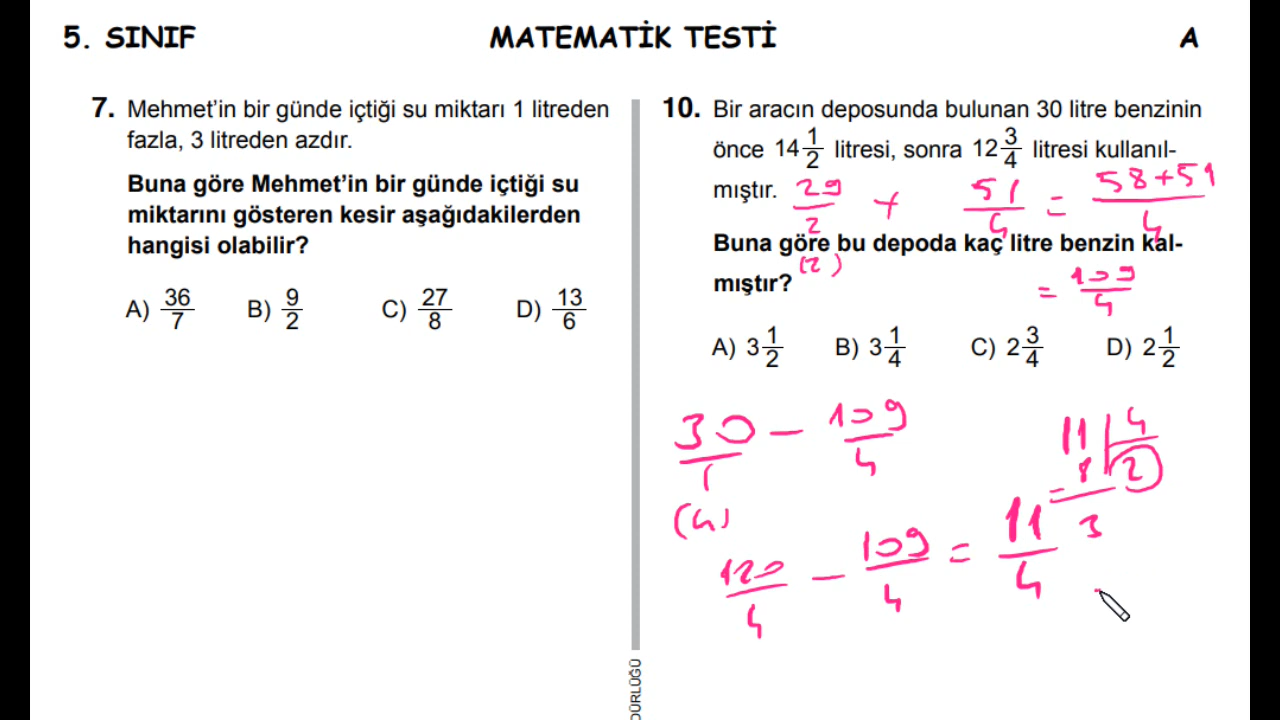 5. SINIF
MATEMATİK TESTİ
A
7. Mehmet'in bir günde içtiği su miktarı 1 litreden
fazla, 3 litreden azdır.
Buna göre Mehmet'in bir günde içtiği su
miktarını gösteren kesir aşağıdakilerden
hangisi olabilir?
A) 36/7 B) 9/2 C) 27/8 D) 13/6
10. Bir aracın deposunda bulunan 30 litre benzinin
önce 14 1/2 litresi, sonra 12 3/4 litresi kullanıl-
mıştır. 29/2 + 51/4 = 58+51/4
(2)
Buna göre bu depoda kaç litre benzin kal-
mıştır?
= 109/4
A) 3 1/2 B) 3 1/4 C) 2 3/4 D) 2 1/2
30/1 - 109/4
(4)
120/4 - 109/4 = 11/4
11 4
8 2
3
DÜRLÜĞÜ